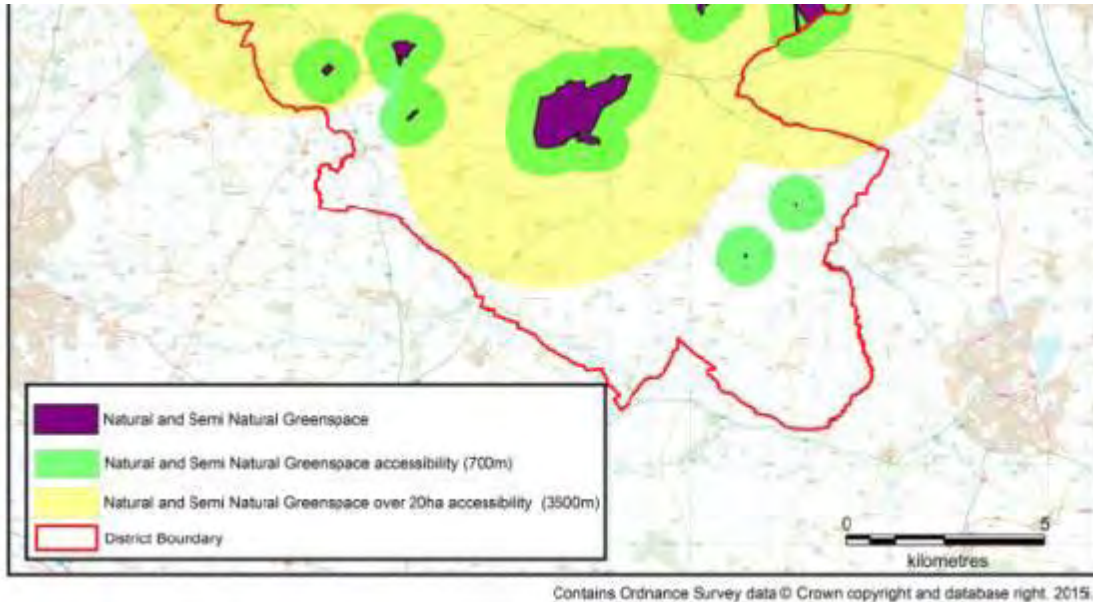 Natural and Semi Natural Greenspace
Natural and Semi Natural Greenspace accessibility (700m)
Natural and Semi Natural Greenspace over 20ha accessibility (3500m)
District Boundary
0 5
kilometres
Contains Ordnance Survey data © Crown copyright and database right. 2015.